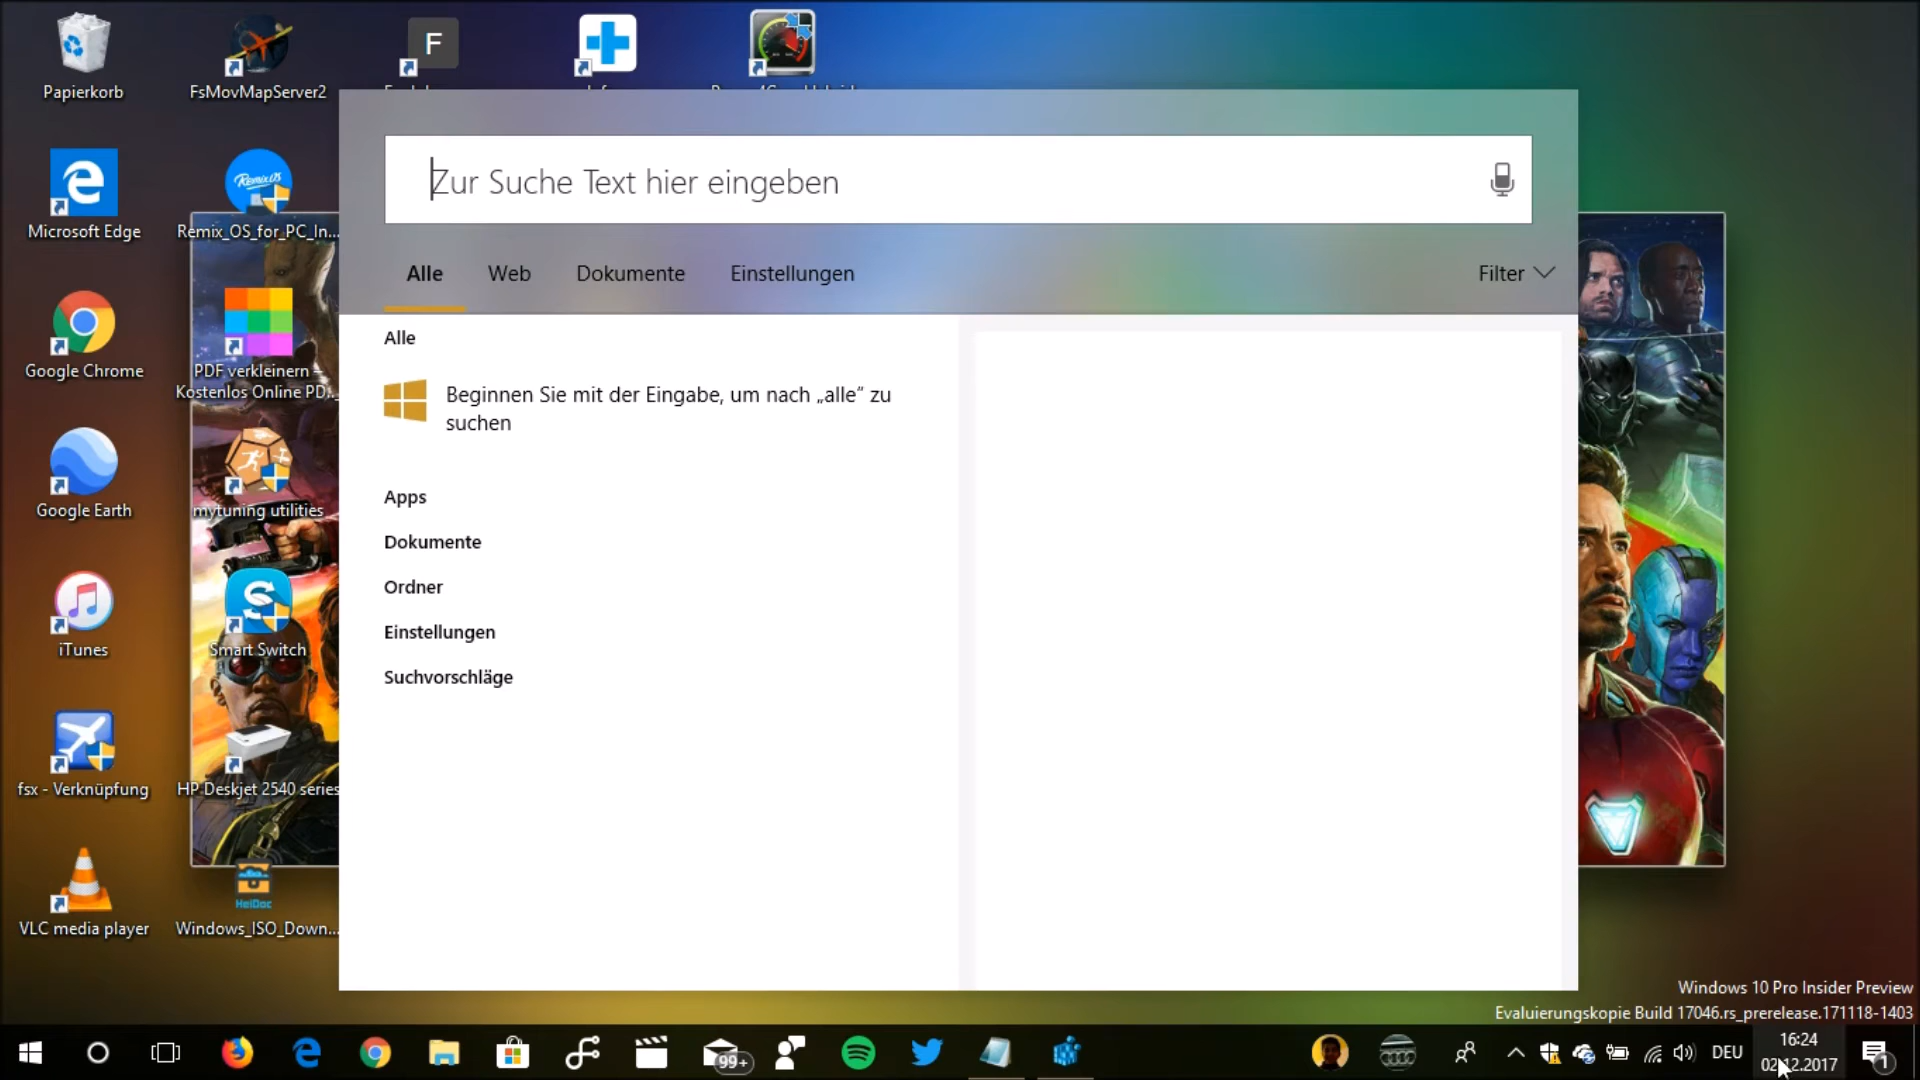 Papierkorb
FsMovMapServer2
F
Zur Suche Text hier eingeben
Alle
Web
Dokumente
Einstellungen
Filter
Alle
Beginnen Sie mit der Eingabe, um nach „alle“ zu
suchen
Apps
Dokumente
Ordner
Einstellungen
Suchvorschläge
Microsoft Edge
RemixOS
Remix_OS_for_PC_In...
Google Chrome
PDF verkleinern –
Kostenlos Online PD...
Google Earth
mytuning utilities
iTunes
Smart Switch
fsx - Verknüpfung
HP Deskjet 2540 series
VLC media player
HeiDoc
Windows_ISO_Down...
Windows 10 Pro Insider Preview
Evaluierungskopie Build 17046.rs_prerelease.171118-1403
99+
DEU
16:24
02.12.2017
1